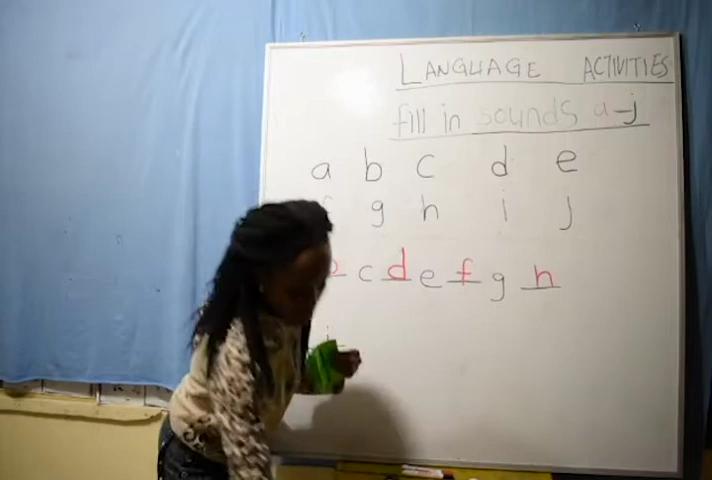 LANGUAGE ACTIVITIES
fill in sounds a-j
a b c d e
f g h i j
b c d e f g h